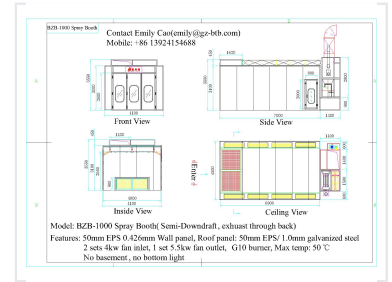 BZB-1000 Spray Booth
Contact Emily Cao(emily@gz-btb.com)
Mobile: +86 13924154688
Front View
Side View
Enter
Inside View
Ceiling View
Model: BZB-1000 Spray Booth( Semi-Downdraft , exhuast through back)
Features: 50mm EPS 0.426mm Wall panel, Roof panel: 50mm EPS/ 1.0mm galvanized steel
2 sets 4kw fan inlet, 1 set 5.5kw fan outlet, G10 burner, Max temp: 50 ℃
No basement , no bottom light